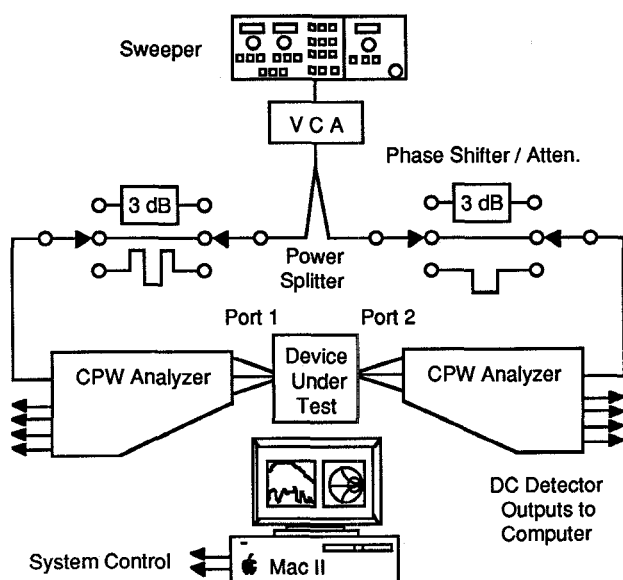 Sweeper
V C A
Phase Shifter / Atten.
3 dB
3 dB
Power
Splitter
Port 1
Port 2
CPW Analyzer
Device
Under
Test
CPW Analyzer
DC Detector
Outputs to
Computer
System Control
Mac II